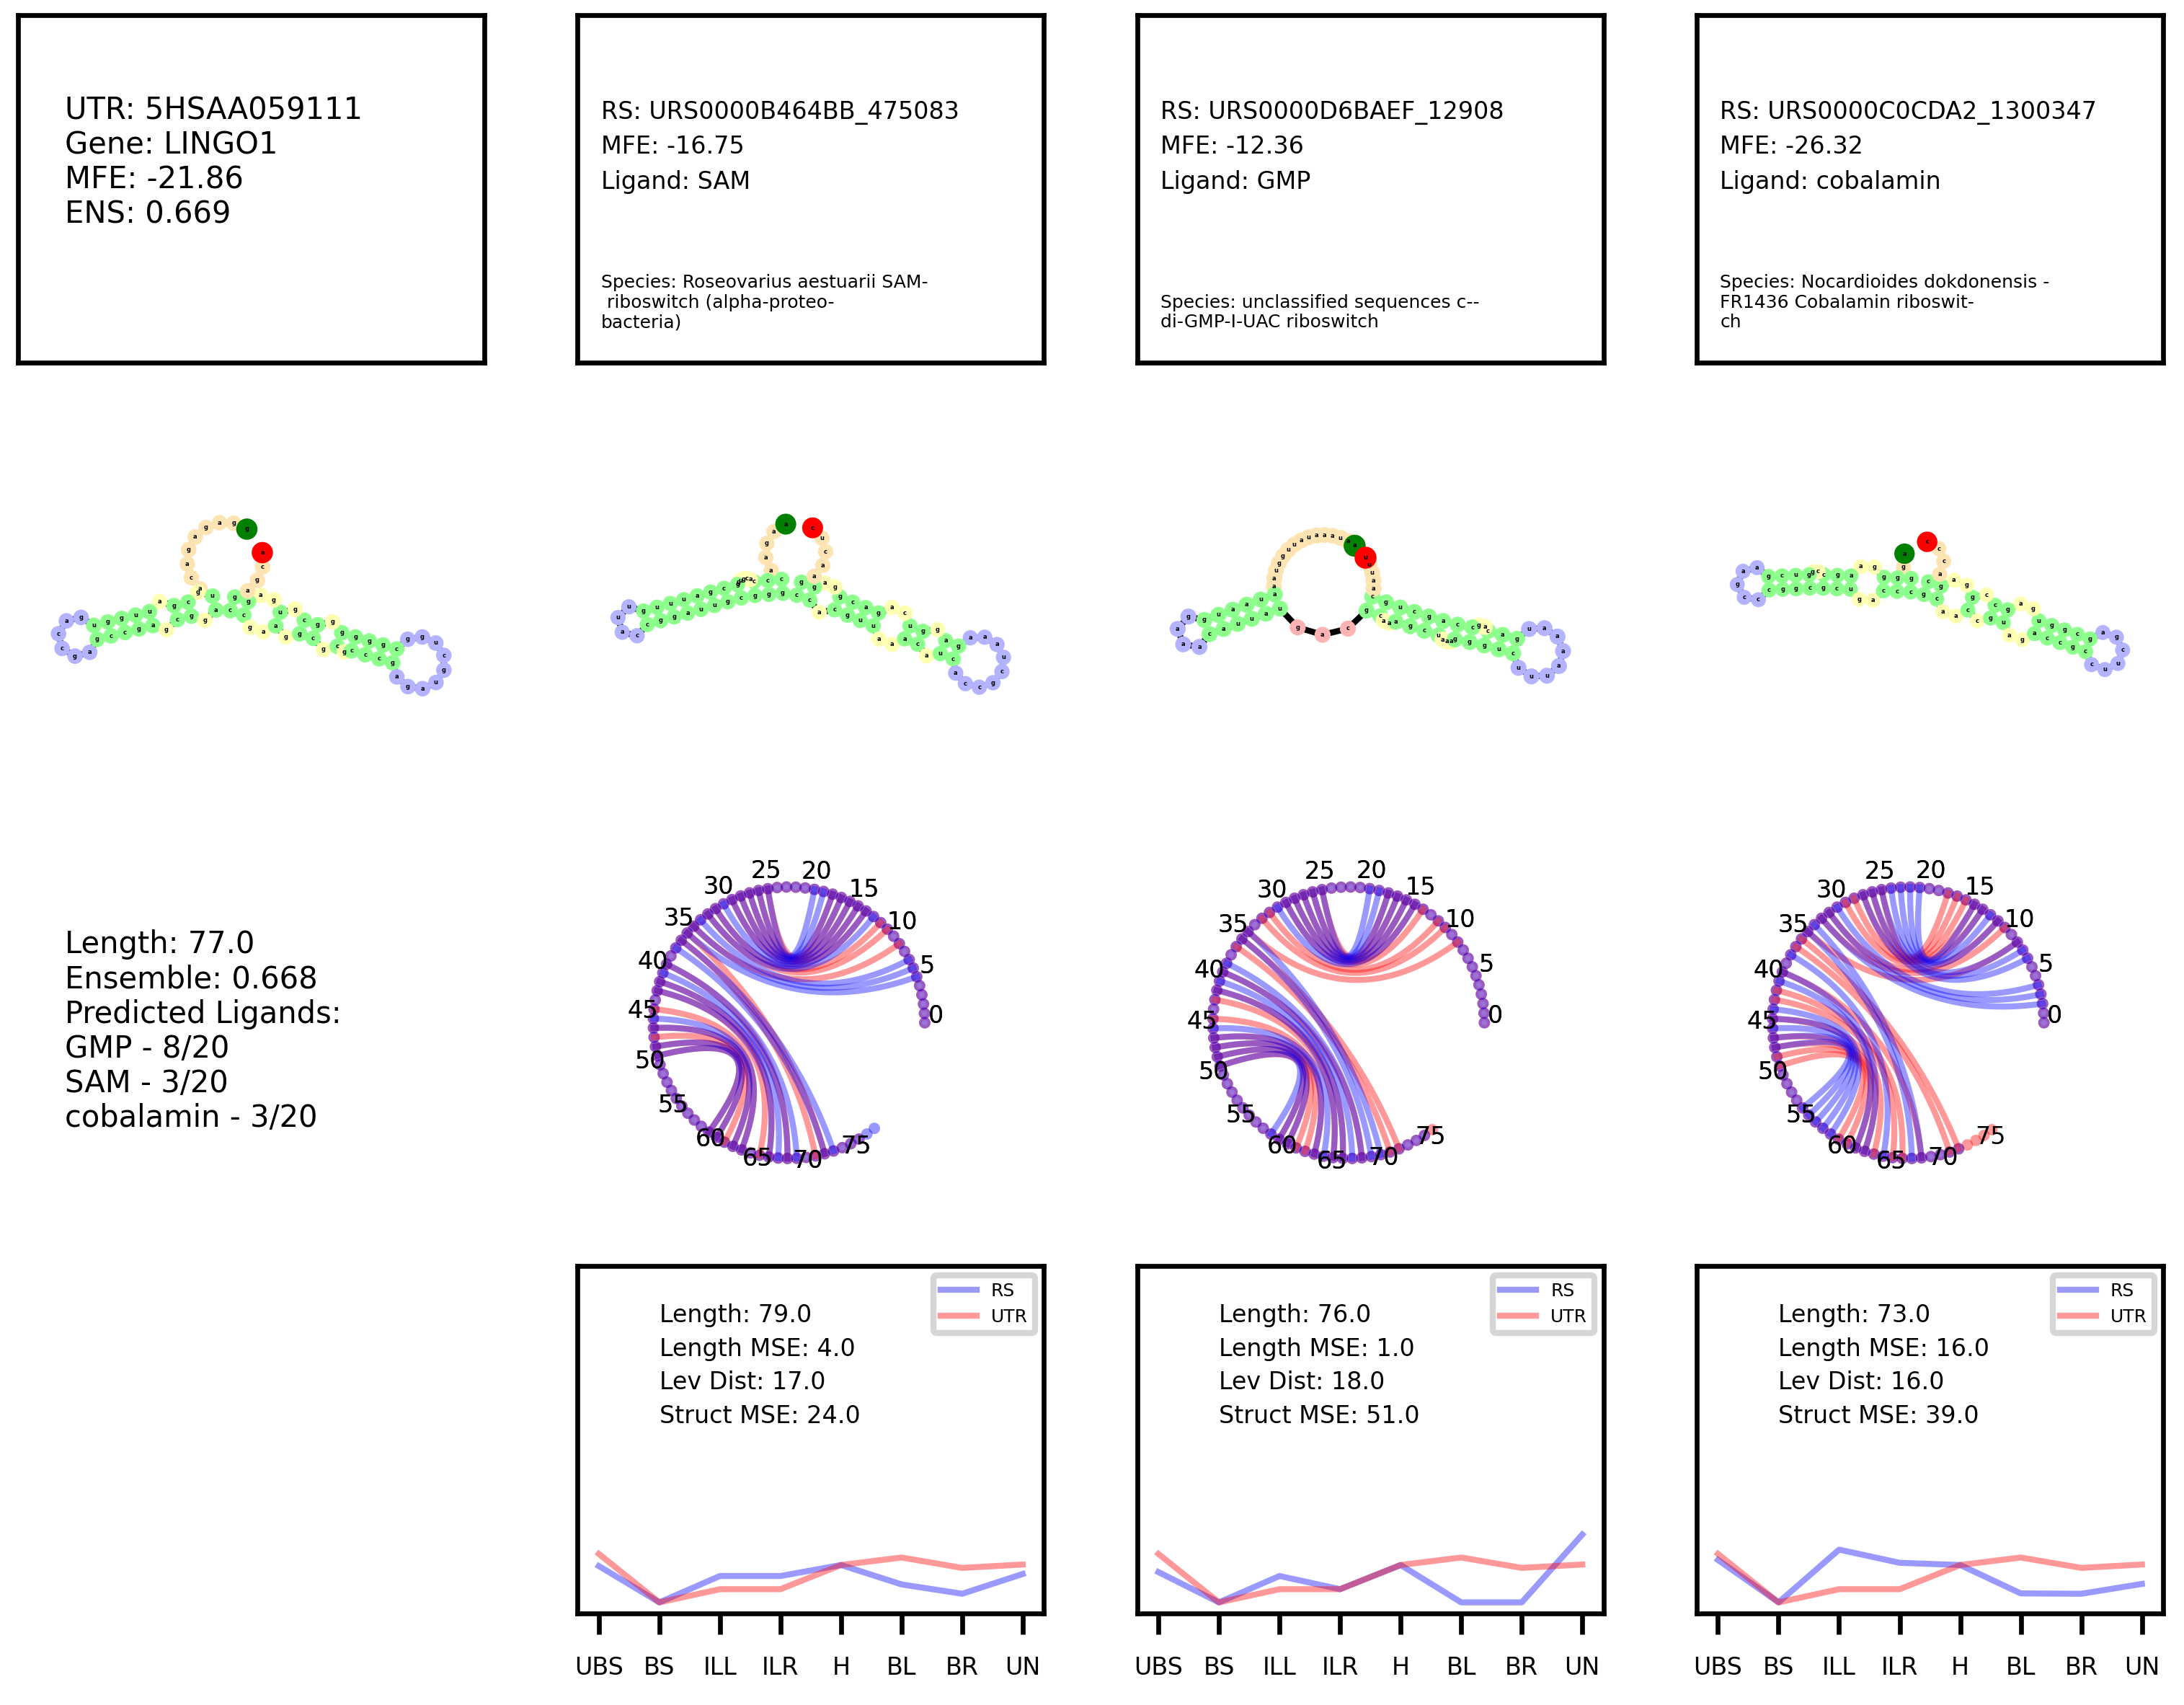 UTR: 5HSAA059111
Gene: LINGO1
MFE: -21.86
ENS: 0.669
RS: URS0000B464BB_475083
MFE: -16.75
Ligand: SAM
Species: Roseovarius aestuarii SAM-
riboswitch (alpha-proteo-
bacteria)
RS: URS0000D6BAEF_12908
MFE: -12.36
Ligand: GMP
Species: unclassified sequences c--
di-GMP-I-UAC riboswitch
RS: URS0000C0CDA2_1300347
MFE: -26.32
Ligand: cobalamin
Species: Nocardioides dokdonensis -
FR1436 Cobalamin riboswit-
ch
Length: 77.0
Ensemble: 0.668
Predicted Ligands:
GMP - 8/20
SAM - 3/20
cobalamin - 3/20
0
5
10
15
20
25
30
35
40
45
50
55
60
65
70
75
0
5
10
15
20
25
30
35
40
45
50
55
60
65
70
75
0
5
10
15
20
25
30
35
40
45
50
55
60
65
70
75
RS
UTR
Length: 79.0
Length MSE: 4.0
Lev Dist: 17.0
Struct MSE: 24.0
UBS BS ILL ILR H BL BR UN
RS
UTR
Length: 76.0
Length MSE: 1.0
Lev Dist: 18.0
Struct MSE: 51.0
UBS BS ILL ILR H BL BR UN
RS
UTR
Length: 73.0
Length MSE: 16.0
Lev Dist: 16.0
Struct MSE: 39.0
UBS BS ILL ILR H BL BR UN